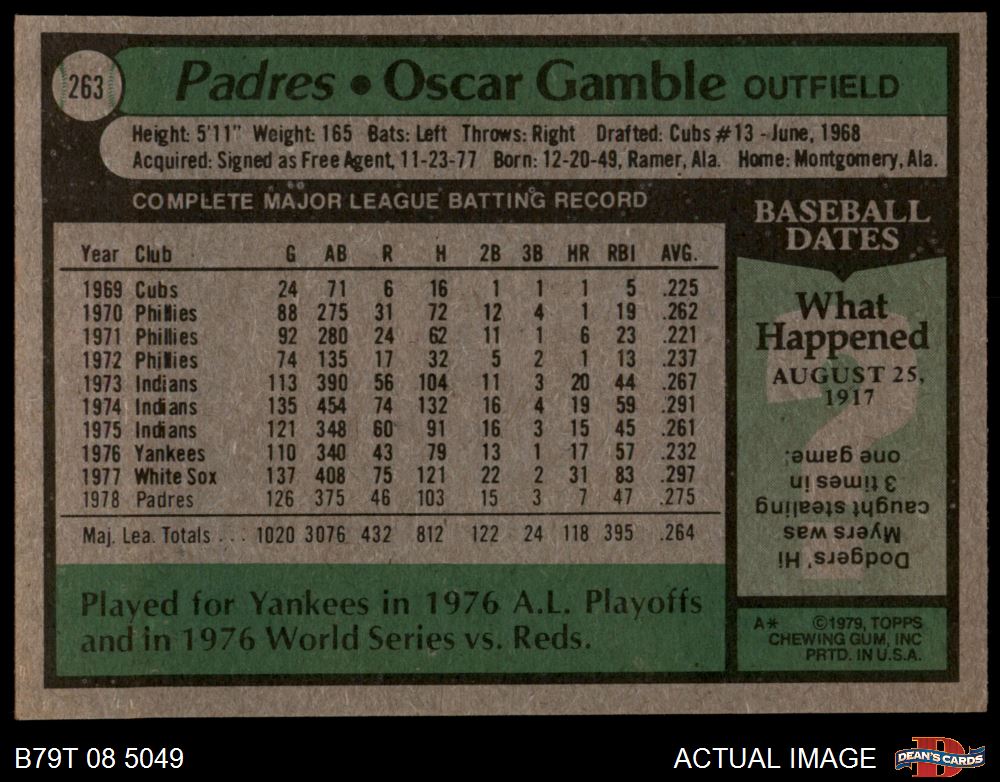 263 Padres • Oscar Gamble OUTFIELD
Height: 5'11" Weight: 165 Bats: Left Throws: Right Drafted: Cubs #13 - June, 1968
Acquired: Signed as Free Agent, 11-23-77 Born: 12-20-49, Ramer, Ala. Home: Montgomery, Ala.
COMPLETE MAJOR LEAGUE BATTING RECORD
Year Club G AB R H 2B 3B HR RBI AVG.
1969 Cubs 24 71 6 16 1 1 1 5 .225
1970 Phillies 88 275 31 72 12 4 1 19 .262
1971 Phillies 92 280 24 62 11 1 6 23 .221
1972 Phillies 74 135 17 32 5 2 1 13 .237
1973 Indians 113 390 56 104 11 3 20 44 .267
1974 Indians 135 454 74 132 16 4 19 59 .291
1975 Indians 121 348 60 91 16 3 15 45 .261
1976 Yankees 110 340 43 79 13 1 17 57 .232
1977 White Sox 137 408 75 121 22 2 31 83 .297
1978 Padres 126 375 46 103 15 3 7 47 .275
Maj. Lea. Totals . . . 1020 3076 432 812 122 24 118 395 .264
Played for Yankees in 1976 A.L. Playoffs
and in 1976 World Series vs. Reds.
BASEBALL
DATES
What
Happened
AUGUST 25,
1917
?
Dodgers' Hi
Myers was
caught stealing
3 times in
one game.
A* ©1979, TOPPS
CHEWING GUM, INC
PRTD. IN U.S.A.
B79T 08 5049
ACTUAL IMAGE
D
DEAN'S CARDS